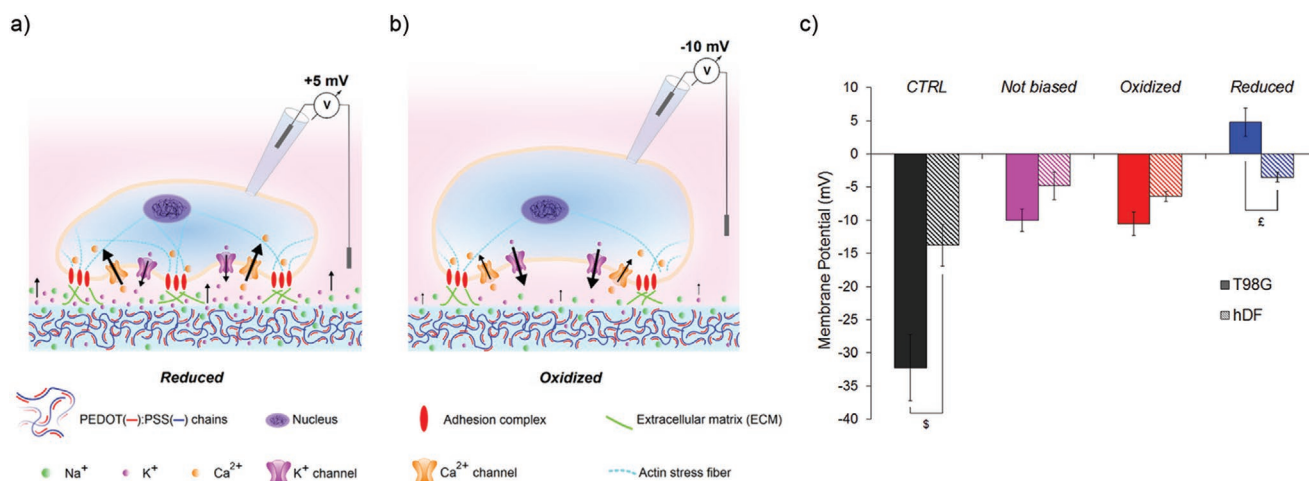 a)
+5 mV
V
Reduced
b)
-10 mV
V
Oxidized
PEDOT(—):PSS(—) chains
Nucleus
Adhesion complex
Extracellular matrix (ECM)
Na⁺
K⁺
Ca²⁺
K⁺ channel
Ca²⁺ channel
Actin stress fiber
c)
Membrane Potential (mV)
10
5
0
-5
-10
-15
-20
-25
-30
-35
-40
CTRL
Not biased
Oxidized
Reduced
$
£
T98G
hDF